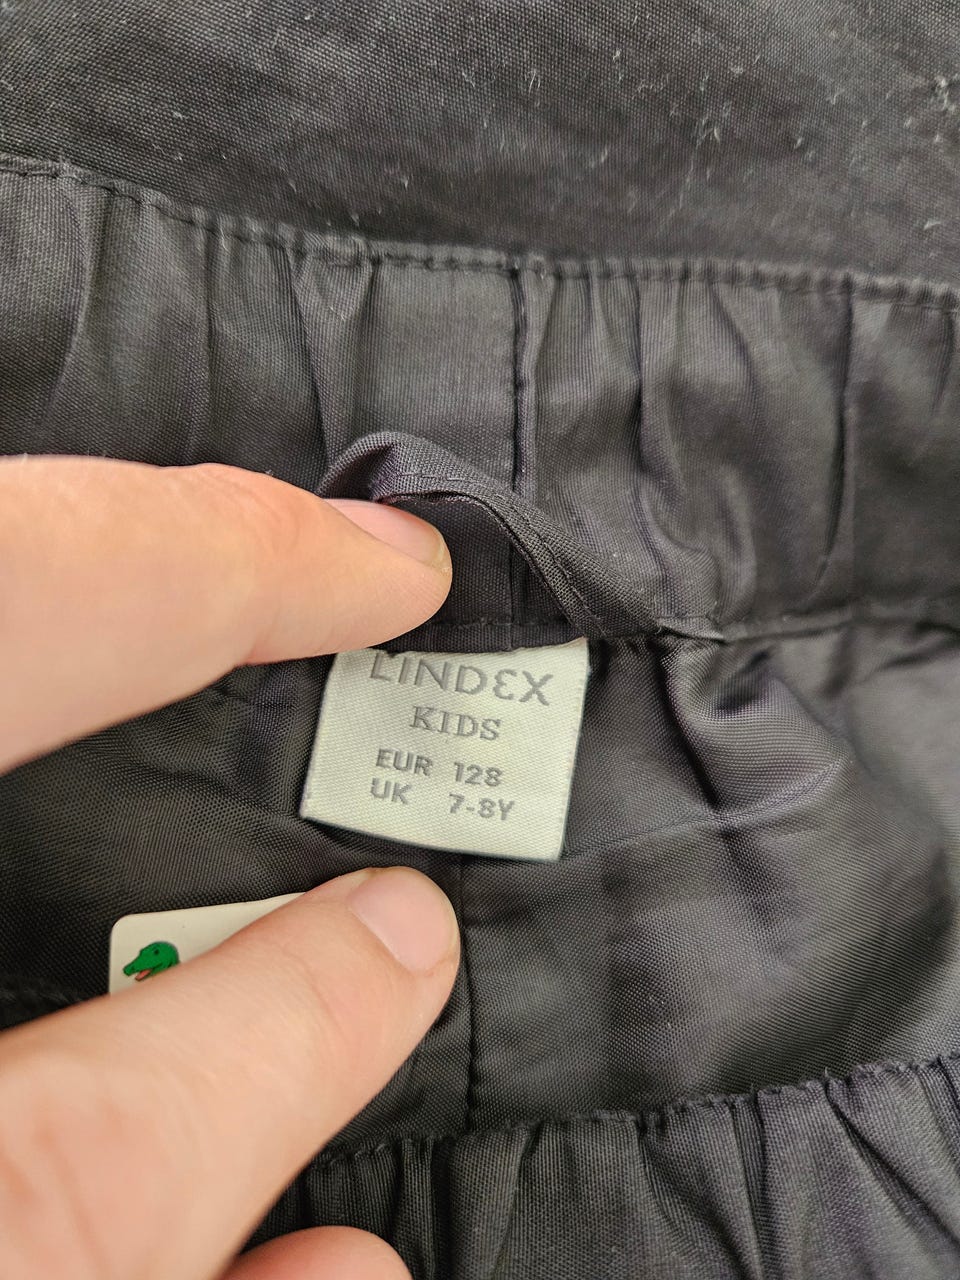 LINDEX
KIDS
EUR 128
UK 7-8Y